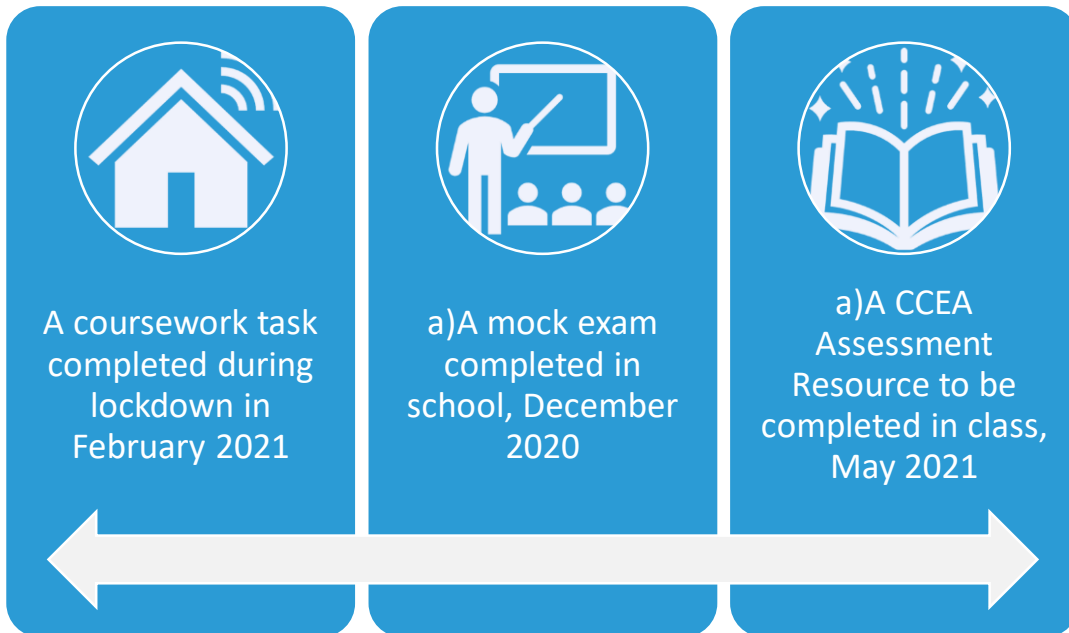 A coursework task
completed during
lockdown in
February 2021
a)A mock exam
completed in
school, December
2020
a)A CCEA
Assessment
Resource to be
completed in class,
May 2021